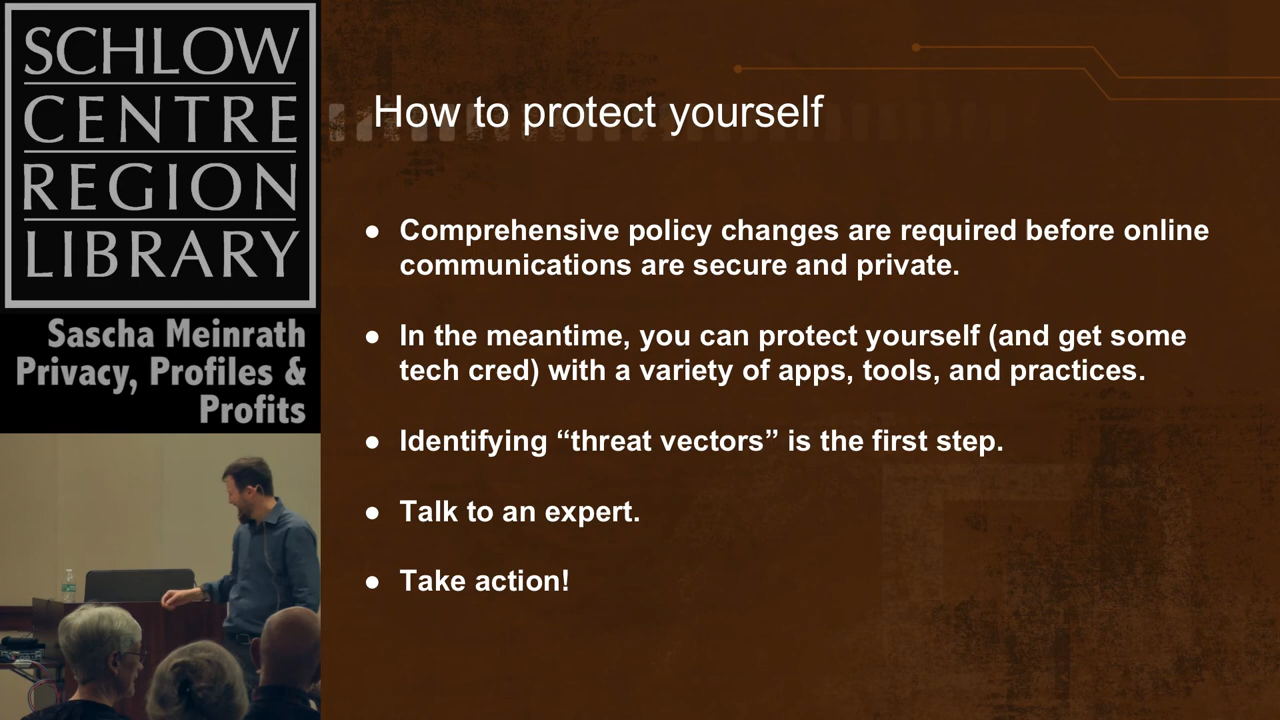 SCHLOW
CENTRE
REGION
LIBRARY
Sascha Meinrath
Privacy, Profiles &
Profits
How to protect yourself
● Comprehensive policy changes are required before online
communications are secure and private.
● In the meantime, you can protect yourself (and get some
tech cred) with a variety of apps, tools, and practices.
● Identifying “threat vectors” is the first step.
● Talk to an expert.
● Take action!